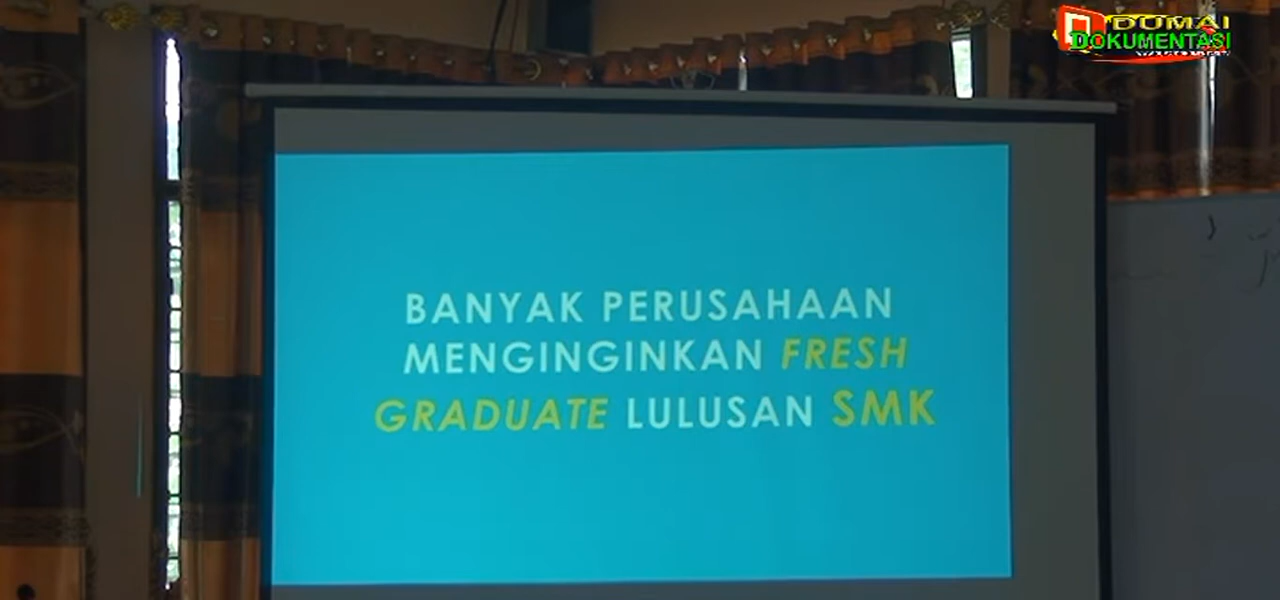 DUMAI
DOKUMENTASI
BANYAK PERUSAHAAN
MENGINGINKAN FRESH
GRADUATE LULUSAN SMK